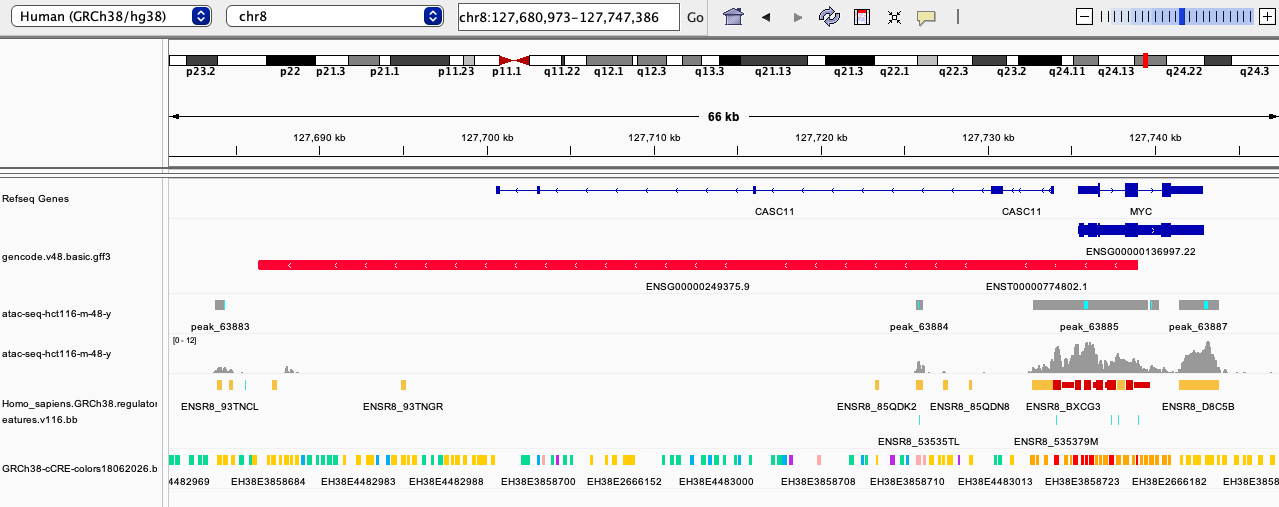 Human (GRCh38/hg38) chr8 chr8:127,680,973-127,747,386 Go
p23.2 p22 p21.3 p21.1 p11.23 p11.1 q11.22 q12.1 q12.3 q13.3 q21.13 q21.3 q22.1 q22.3 q23.2 q24.11 q24.13 q24.22 q24.3
66 kb
127,690 kb 127,700 kb 127,710 kb 127,720 kb 127,730 kb 127,740 kb
Refseq Genes
CASC11 CASC11 MYC
ENSG00000136997.22
gencode.v48.basic.gff3
ENSG00000249375.9 ENST00000774802.1
atac-seq-hct116-m-48-y
peak_63883 peak_63884 peak_63885 peak_63887
[0 - 12]
atac-seq-hct116-m-48-y
Homo_sapiens.GRCh38.regulator
ENSR8_93TNCL ENSR8_93TNGR ENSR8_85QDK2 ENSR8_85QDN8 ENSR8_BXCG3 ENSR8_D8C5B
eatures.v116.bb
ENSR8_53535TL ENSR8_535379M
GRCh38-cCRE-colors18062026.b
4482969 EH38E3858684 EH38E4482983 EH38E4482988 EH38E3858700 EH38E2666152 EH38E4483000 EH38E3858708 EH38E3858710 EH38E4483013 EH38E3858723 EH38E2666182 EH38E3858